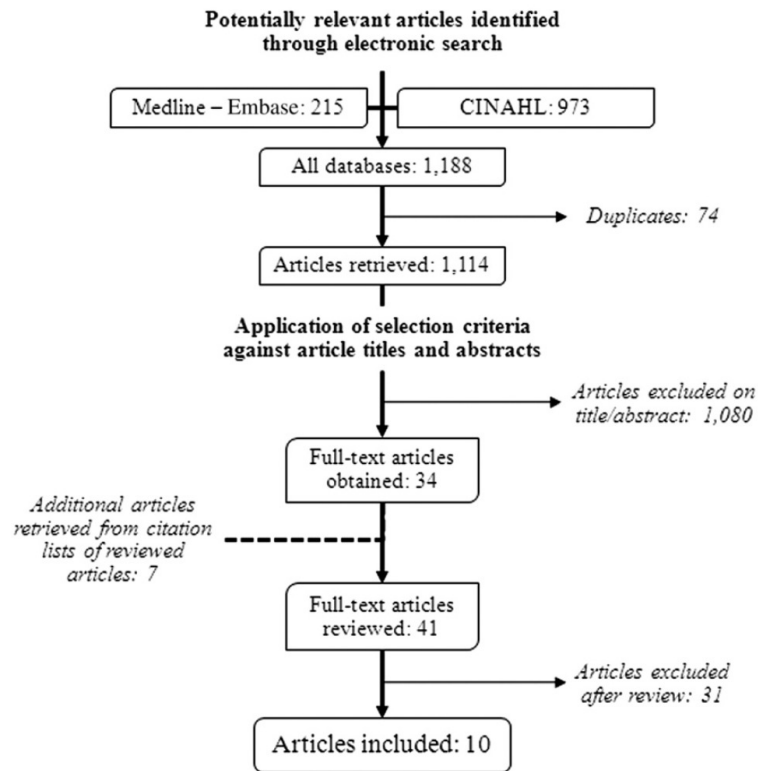 Potentially relevant articles identified
through electronic search
Medline – Embase: 215
CINAHL: 973
All databases: 1,188
Duplicates: 74
Articles retrieved: 1,114
Application of selection criteria
against article titles and abstracts
Articles excluded on
title/abstract: 1,080
Full-text articles
obtained: 34
Additional articles
retrieved from citation
lists of reviewed
articles: 7
Full-text articles
reviewed: 41
Articles excluded
after review: 31
Articles included: 10